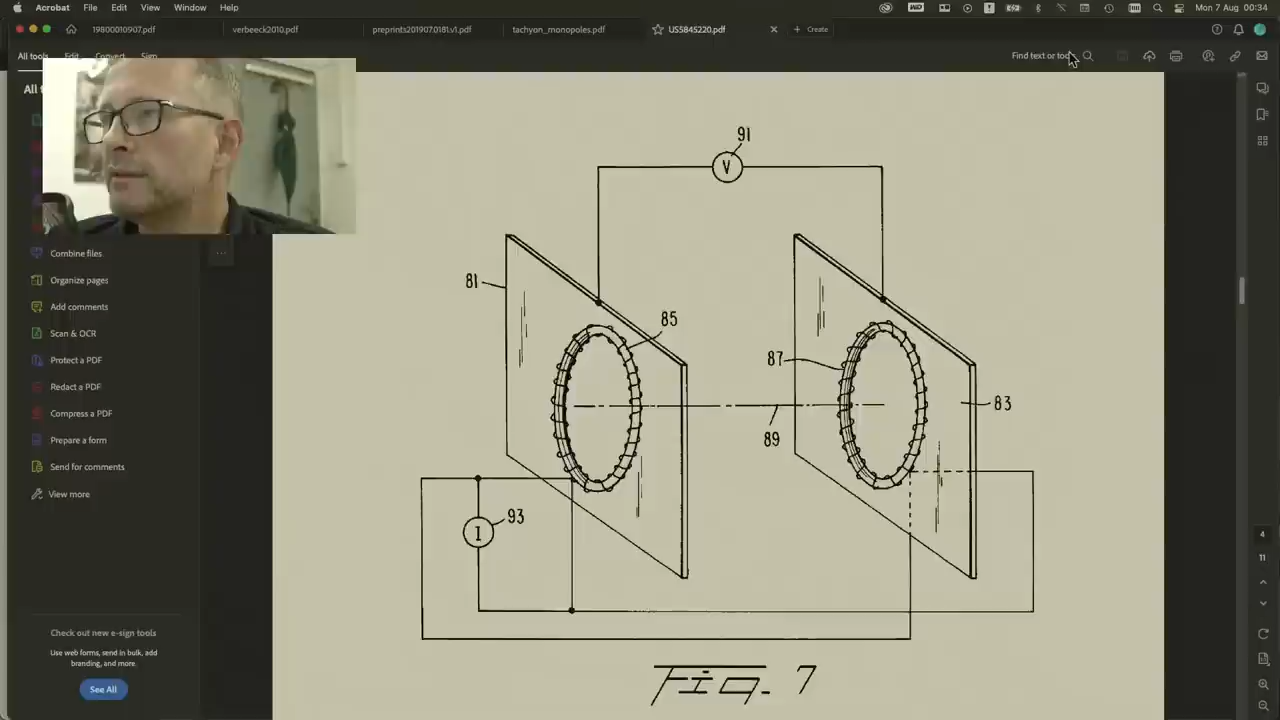 Acrobat File Edit View Window Help Mon 7 Aug 00:34
19800010907.pdf verbeeck2010.pdf preprints201907.0181.v1.pdf tachyon_monopoles.pdf US5845220.pdf + Create
All tools Edit Convert Sign Find text or tools
All t
Combine files
Organize pages
Add comments
Scan & OCR
Protect a PDF
Redact a PDF
Compress a PDF
Prepare a form
Send for comments
View more
Check out new e-sign tools
Use web forms, send in bulk, add
branding, and more.
See All
91
V
81
85
87
83
89
93
I
Fig. 7
4
11